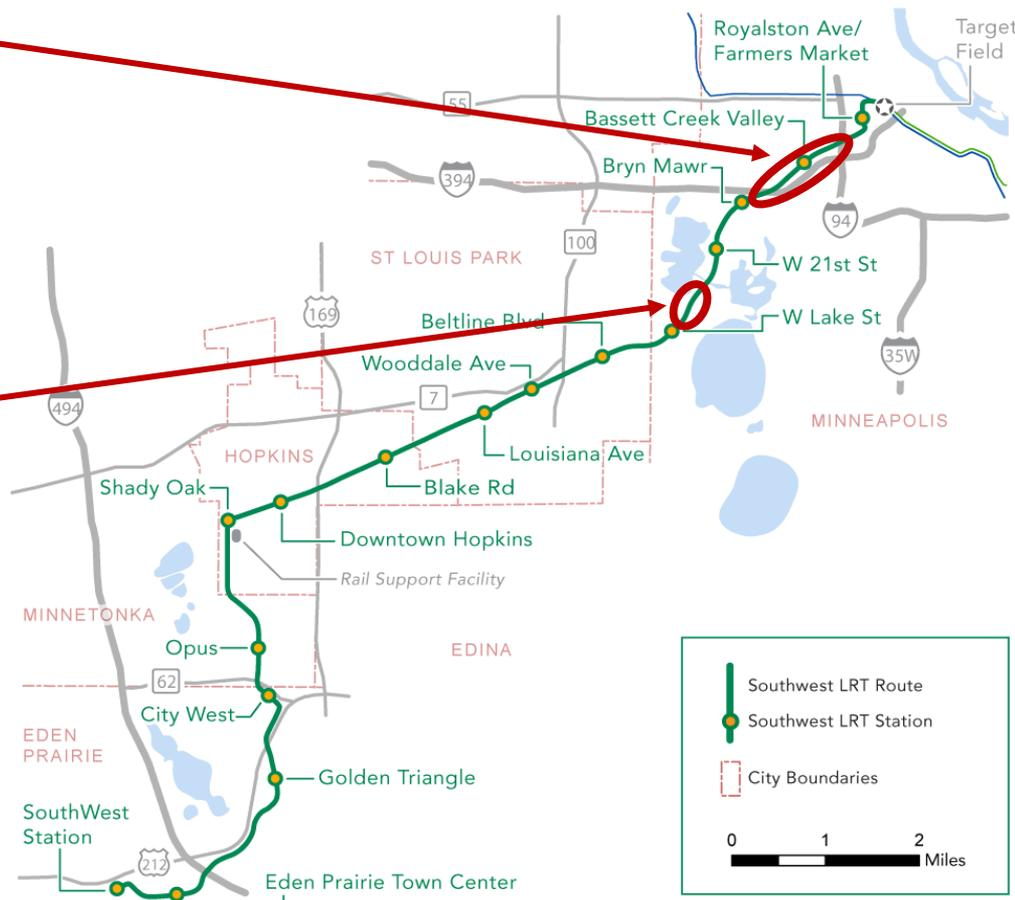 Royalston Ave/
Farmers Market
Target
Field
55
Bassett Creek Valley
Bryn Mawr
394
94
100
ST LOUIS PARK
W 21st St
169
Beltline Blvd
W Lake St
Wooddale Ave
35W
7
494
MINNEAPOLIS
HOPKINS
Louisiana Ave
Shady Oak
Blake Rd
Downtown Hopkins
Rail Support Facility
MINNETONKA
Opus
EDINA
62
City West
EDEN
PRAIRIE
Golden Triangle
SouthWest
Station
212
Eden Prairie Town Center
Southwest LRT Route
Southwest LRT Station
City Boundaries
0 1 2
Miles